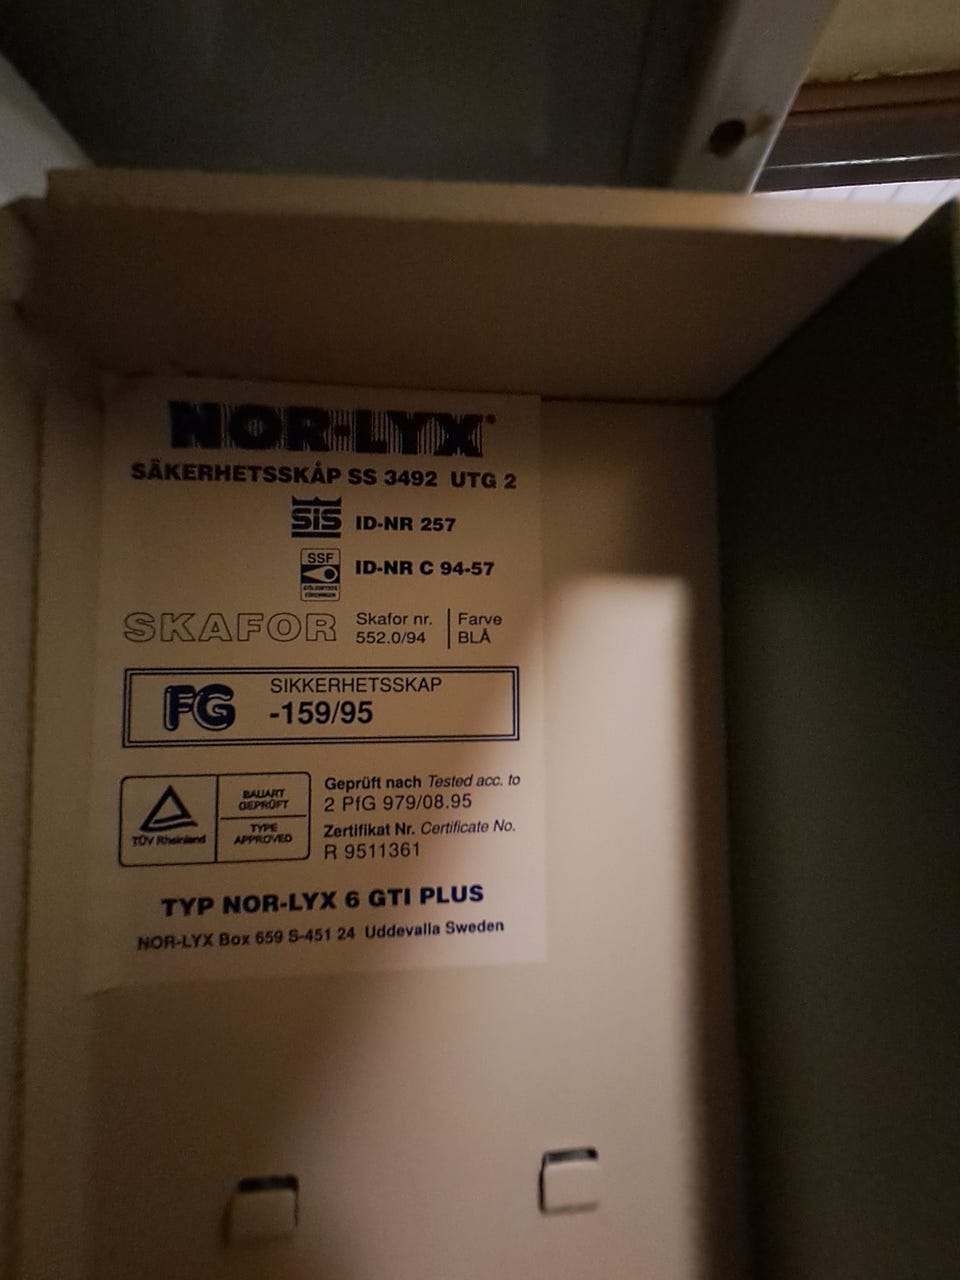 NOR-LYX®
SÄKERHETSSKÅP SS 3492 UTG 2
SIS ID-NR 257
SSF ID-NR C 94-57
SKAFOR
Skafor nr.
552.0/94
Farve
BLÅ
FG
SIKKERHETSSKAP
-159/95
TÜV Rheinland
BAUART
GEPRÜFT
TYPE
APPROVED
Geprüft nach Tested acc. to
2 PfG 979/08.95
Zertifikat Nr. Certificate No.
R 9511361
TYP NOR-LYX 6 GTI PLUS
NOR-LYX Box 659 S-451 24 Uddevalla Sweden